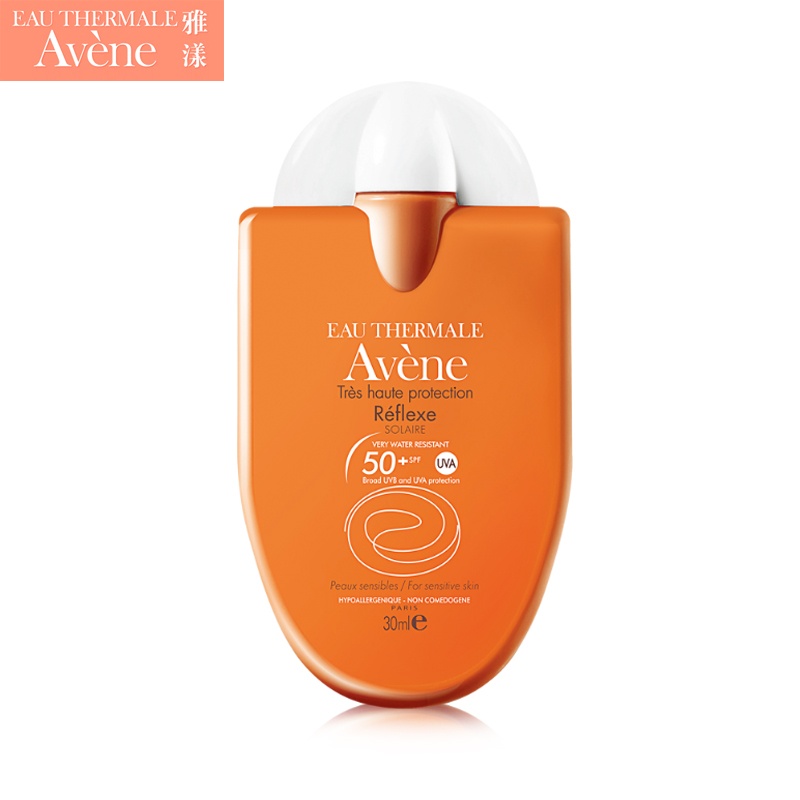 EAU THERMALE
Avène
雅漾
EAU THERMALE
Avène
Très haute protection
Réflexe
SOLAIRE
VERY WATER RESISTANT
50+ SPF UVA
Broad UVB and UVA protection
Peaux sensibles / For sensitive skin
HYPOALLERGENIQUE - NON COMEDOGENE
PARIS
30ml e